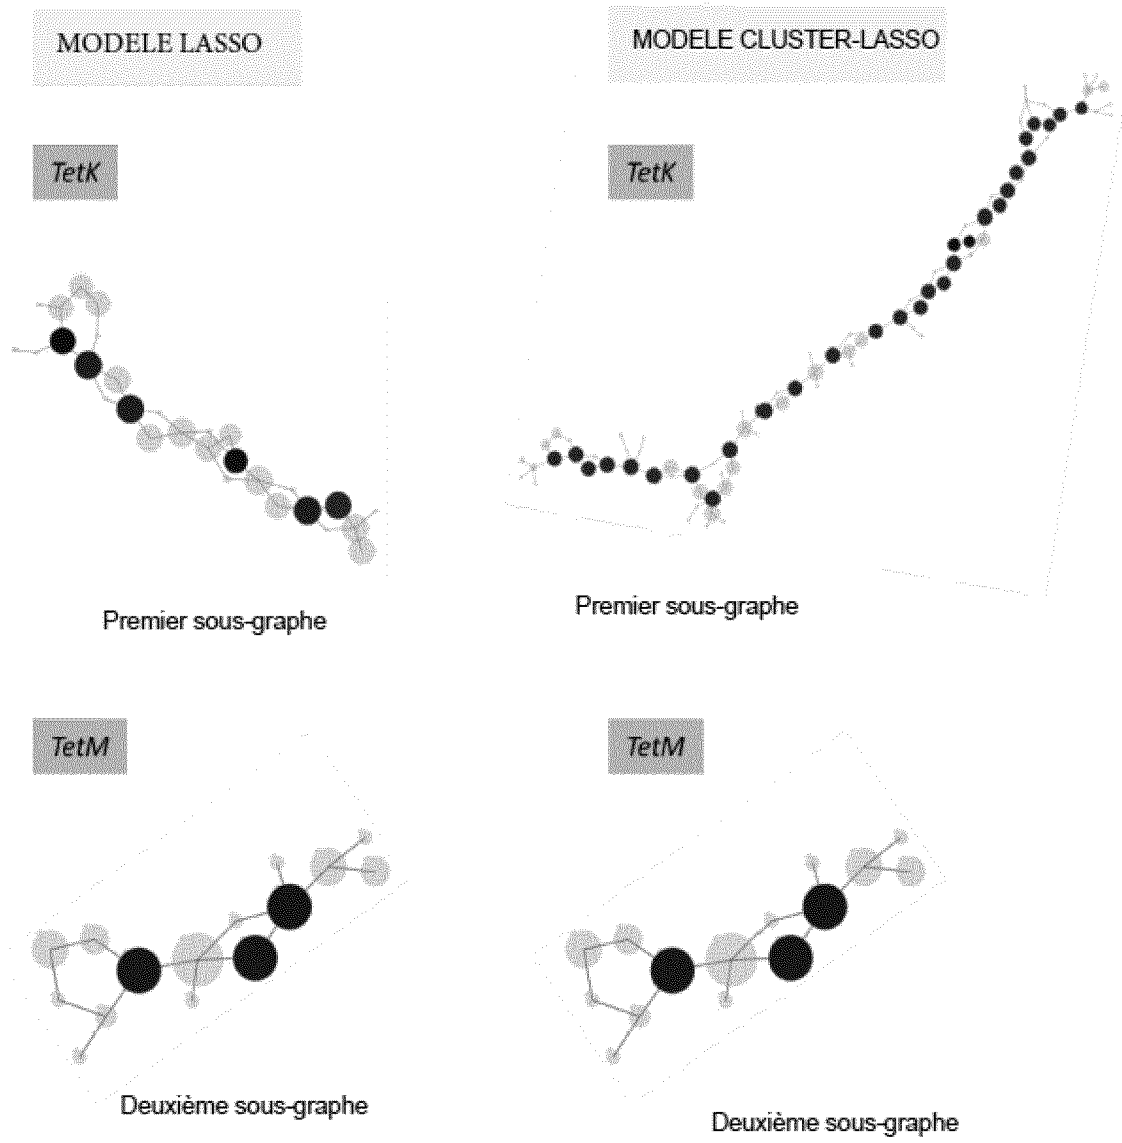 MODELE LASSO
MODELE CLUSTER-LASSO
TetK
TetK
Premier sous-graphe
Premier sous-graphe
TetM
TetM
Deuxième sous-graphe
Deuxième sous-graphe